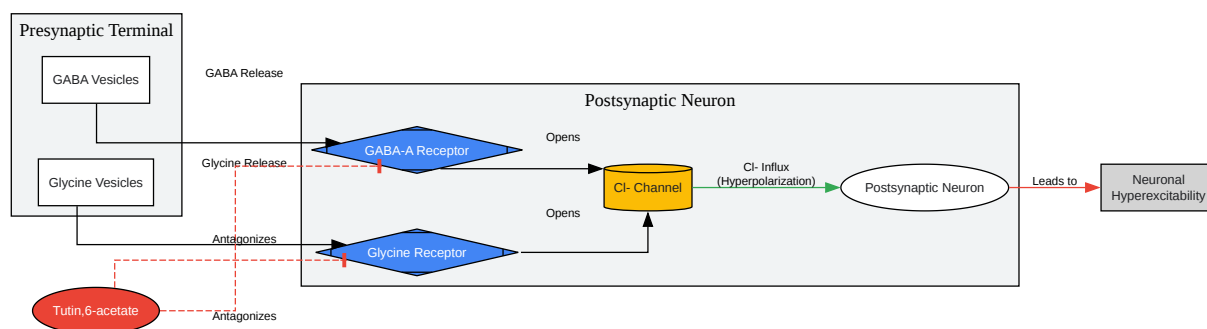 Presynaptic Terminal
GABA Vesicles
Glycine Vesicles
GABA Release
Glycine Release
Antagonizes
Antagonizes
Tutin,6-acetate
Postsynaptic Neuron
GABA-A Receptor
Glycine Receptor
Opens
Opens
Cl- Channel
Cl- Influx
(Hyperpolarization)
Postsynaptic Neuron
Leads to
Neuronal
Hyperexcitability